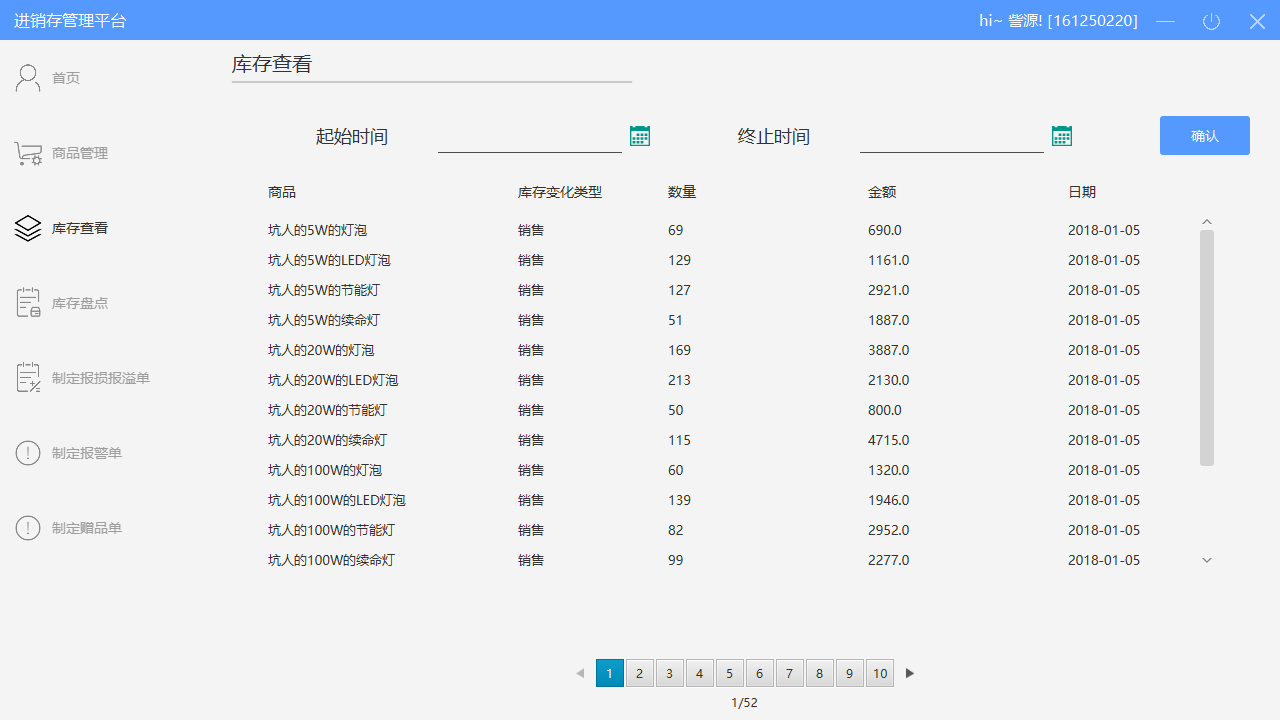 进销存管理平台 hi~ 訾源! [161250220]
首页
商品管理
库存查看
库存盘点
制定报损报溢单
制定报警单
制定赠品单
库存查看
起始时间 终止时间 确认
商品 库存变化类型 数量 金额 日期
坑人的5W的灯泡 销售 69 690.0 2018-01-05
坑人的5W的LED灯泡 销售 129 1161.0 2018-01-05
坑人的5W的节能灯 销售 127 2921.0 2018-01-05
坑人的5W的续命灯 销售 51 1887.0 2018-01-05
坑人的20W的灯泡 销售 169 3887.0 2018-01-05
坑人的20W的LED灯泡 销售 213 2130.0 2018-01-05
坑人的20W的节能灯 销售 50 800.0 2018-01-05
坑人的20W的续命灯 销售 115 4715.0 2018-01-05
坑人的100W的灯泡 销售 60 1320.0 2018-01-05
坑人的100W的LED灯泡 销售 139 1946.0 2018-01-05
坑人的100W的节能灯 销售 82 2952.0 2018-01-05
坑人的100W的续命灯 销售 99 2277.0 2018-01-05
1 2 3 4 5 6 7 8 9 10
1/52